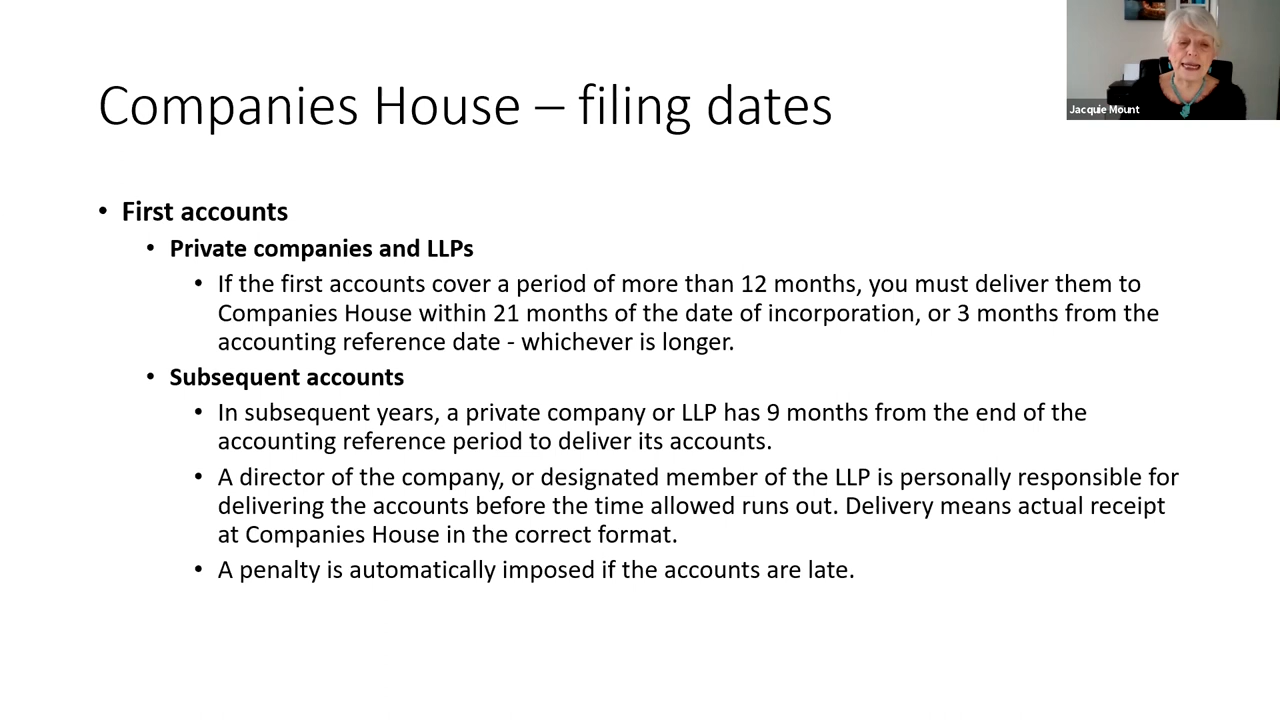 Companies House – filing dates
Jacquie Mount
• First accounts
• Private companies and LLPs
• If the first accounts cover a period of more than 12 months, you must deliver them to
Companies House within 21 months of the date of incorporation, or 3 months from the
accounting reference date - whichever is longer.
• Subsequent accounts
• In subsequent years, a private company or LLP has 9 months from the end of the
accounting reference period to deliver its accounts.
• A director of the company, or designated member of the LLP is personally responsible for
delivering the accounts before the time allowed runs out. Delivery means actual receipt
at Companies House in the correct format.
• A penalty is automatically imposed if the accounts are late.